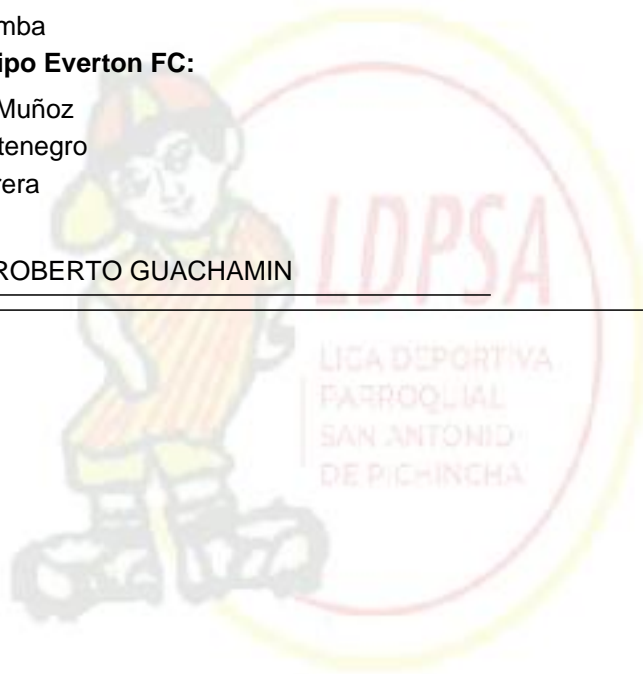 mba
ipo Everton FC:
Muñoz
tenegro
rera
ROBERTO GUACHAMIN
LDPSA
LIGA DEPORTIVA
PARROQUIAL
SAN ANTONIO
DE PICHINCHA